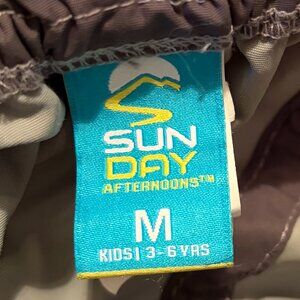 SUN
DAY
AFTERNOONS™
M
KIDS | 3-6 YRS